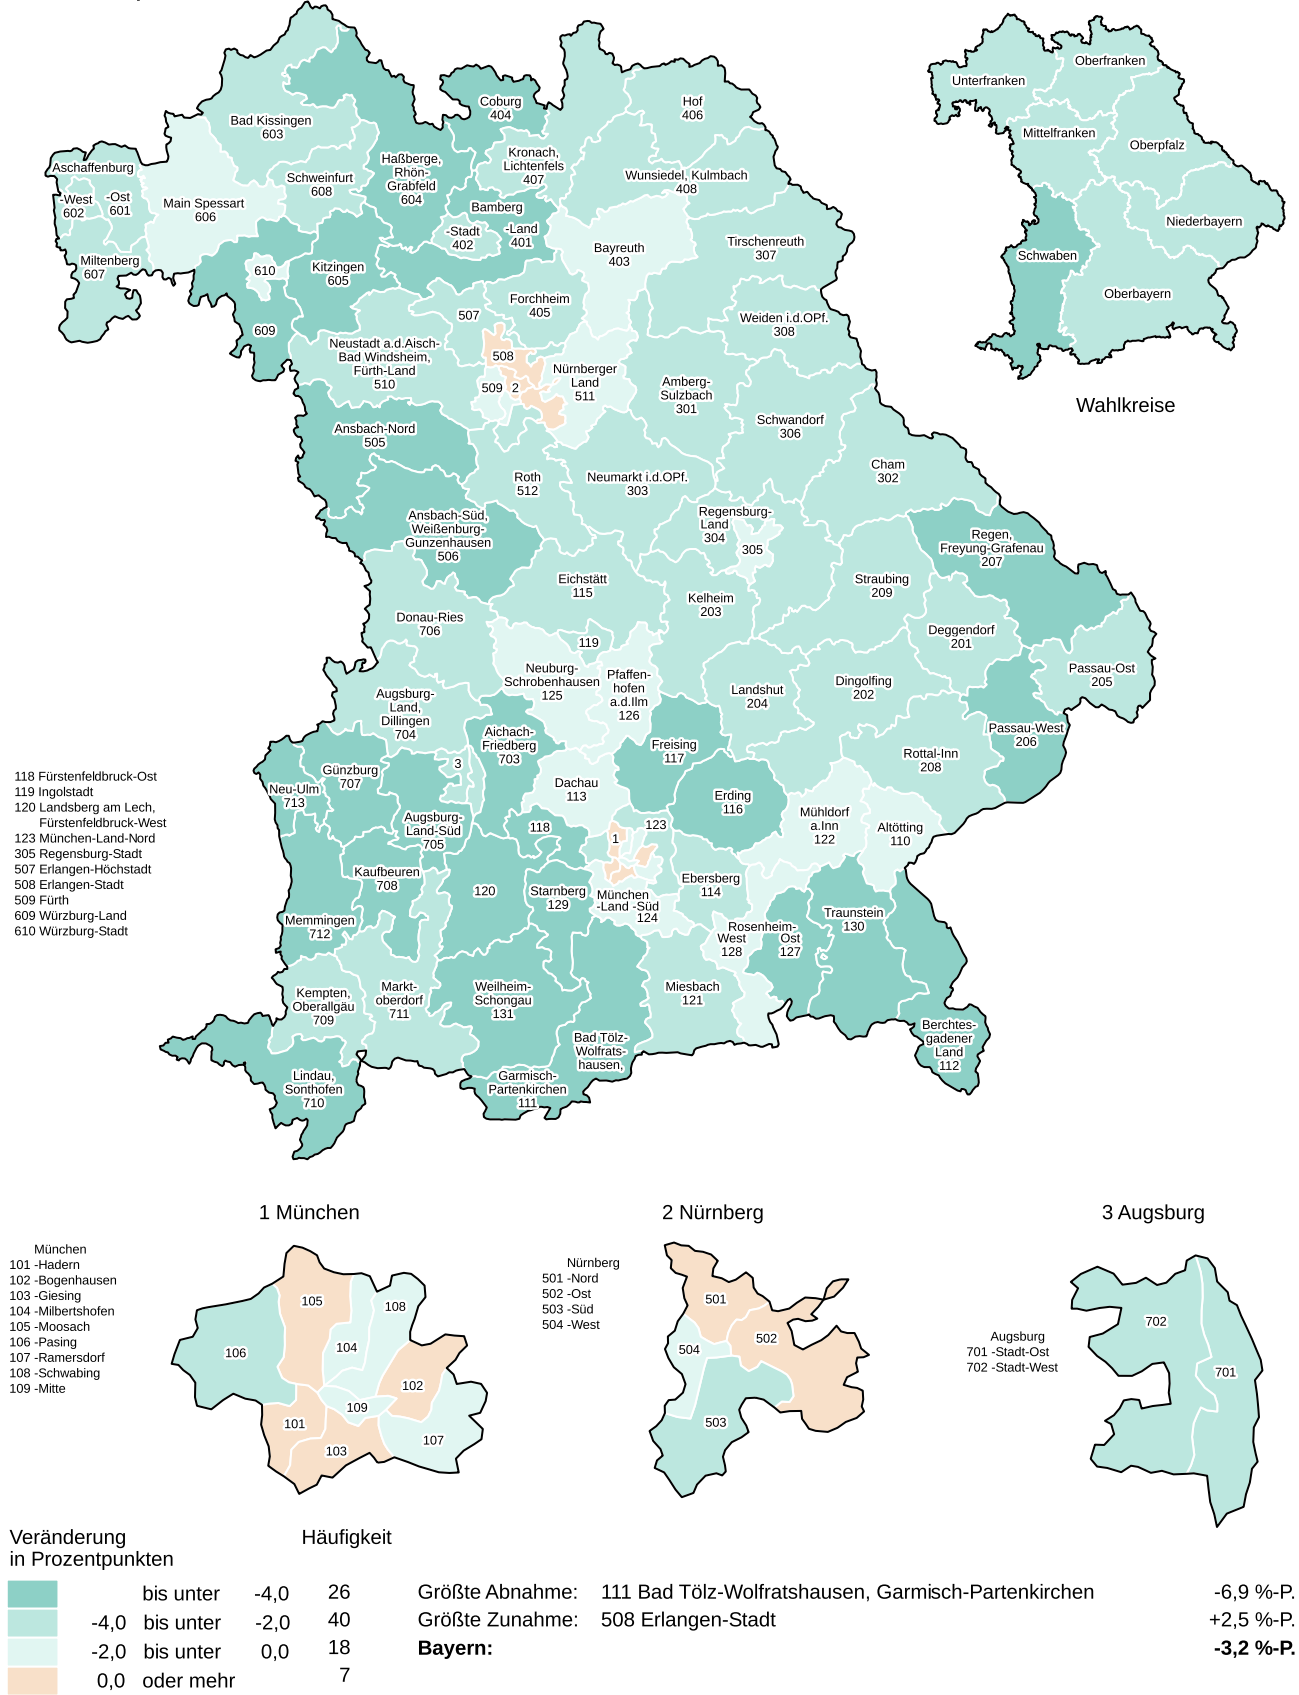 Coburg
404
Hof
406
Bad Kissingen
603
Kronach,
Lichtenfels
407
Haßberge,
Rhön-
Grabfeld
604
Aschaffenburg
-West
602
-Ost
601
Schweinfurt
608
Wunsiedel, Kulmbach
408
Main Spessart
606
Bamberg
-Stadt
402
-Land
401
Bayreuth
403
Tirschenreuth
307
Miltenberg
607
610
Kitzingen
605
Forchheim
405
507
609
Weiden i.d.OPf.
308
Neustadt a.d.Aisch-
Bad Windsheim,
Fürth-Land
510
508
509
2
Nürnberger
Land
511
Amberg-
Sulzbach
301
Schwandorf
306
Ansbach-Nord
505
Cham
302
Roth
512
Neumarkt i.d.OPf.
303
Ansbach-Süd,
Weißenburg-
Gunzenhausen
506
Regensburg-
Land
304
305
Regen,
Freyung-Grafenau
207
Eichstätt
115
Kelheim
203
Straubing
209
Donau-Ries
706
Deggendorf
201
119
Neuburg-
Schrobenhausen
125
Pfaffen-
hofen
a.d.Ilm
126
Passau-Ost
205
Augsburg-
Land,
Dillingen
704
Landshut
204
Dingolfing
202
Aichach-
Friedberg
703
Freising
117
Passau-West
206
Rottal-Inn
208
Günzburg
707
3
Neu-Ulm
713
Dachau
113
Erding
116
Augsburg-
Land-Süd
705
118
1
123
Mühldorf
a.Inn
122
Altötting
110
Kaufbeuren
708
120
Starnberg
129
Ebersberg
114
München
-Land -Süd
124
Memmingen
712
Traunstein
130
Rosenheim-
West
128
Ost
127
Kempten,
Oberallgäu
709
Markt-
oberdorf
711
Weilheim-
Schongau
131
Miesbach
121
Bad Tölz-
Wolfrats-
hausen,
Garmisch-
Partenkirchen
111
Berchtes-
gadener
Land
112
Lindau,
Sonthofen
710
Unterfranken
Oberfranken
Mittelfranken
Oberpfalz
Niederbayern
Schwaben
Oberbayern
Wahlkreise
118 Fürstenfeldbruck-Ost
119 Ingolstadt
120 Landsberg am Lech,
Fürstenfeldbruck-West
123 München-Land-Nord
305 Regensburg-Stadt
507 Erlangen-Höchstadt
508 Erlangen-Stadt
509 Fürth
609 Würzburg-Land
610 Würzburg-Stadt
1 München
München
101 -Hadern
102 -Bogenhausen
103 -Giesing
104 -Milbertshofen
105 -Moosach
106 -Pasing
107 -Ramersdorf
108 -Schwabing
109 -Mitte
105
108
104
106
102
109
101
107
103
2 Nürnberg
Nürnberg
501 -Nord
502 -Ost
503 -Süd
504 -West
501
502
504
503
3 Augsburg
Augsburg
701 -Stadt-Ost
702 -Stadt-West
702
701
Veränderung
in Prozentpunkten
Häufigkeit
bis unter -4,0 26
-4,0 bis unter -2,0 40
-2,0 bis unter 0,0 18
0,0 oder mehr 7
Größte Abnahme: 111 Bad Tölz-Wolfratshausen, Garmisch-Partenkirchen -6,9 %-P.
Größte Zunahme: 508 Erlangen-Stadt +2,5 %-P.
Bayern: -3,2 %-P.